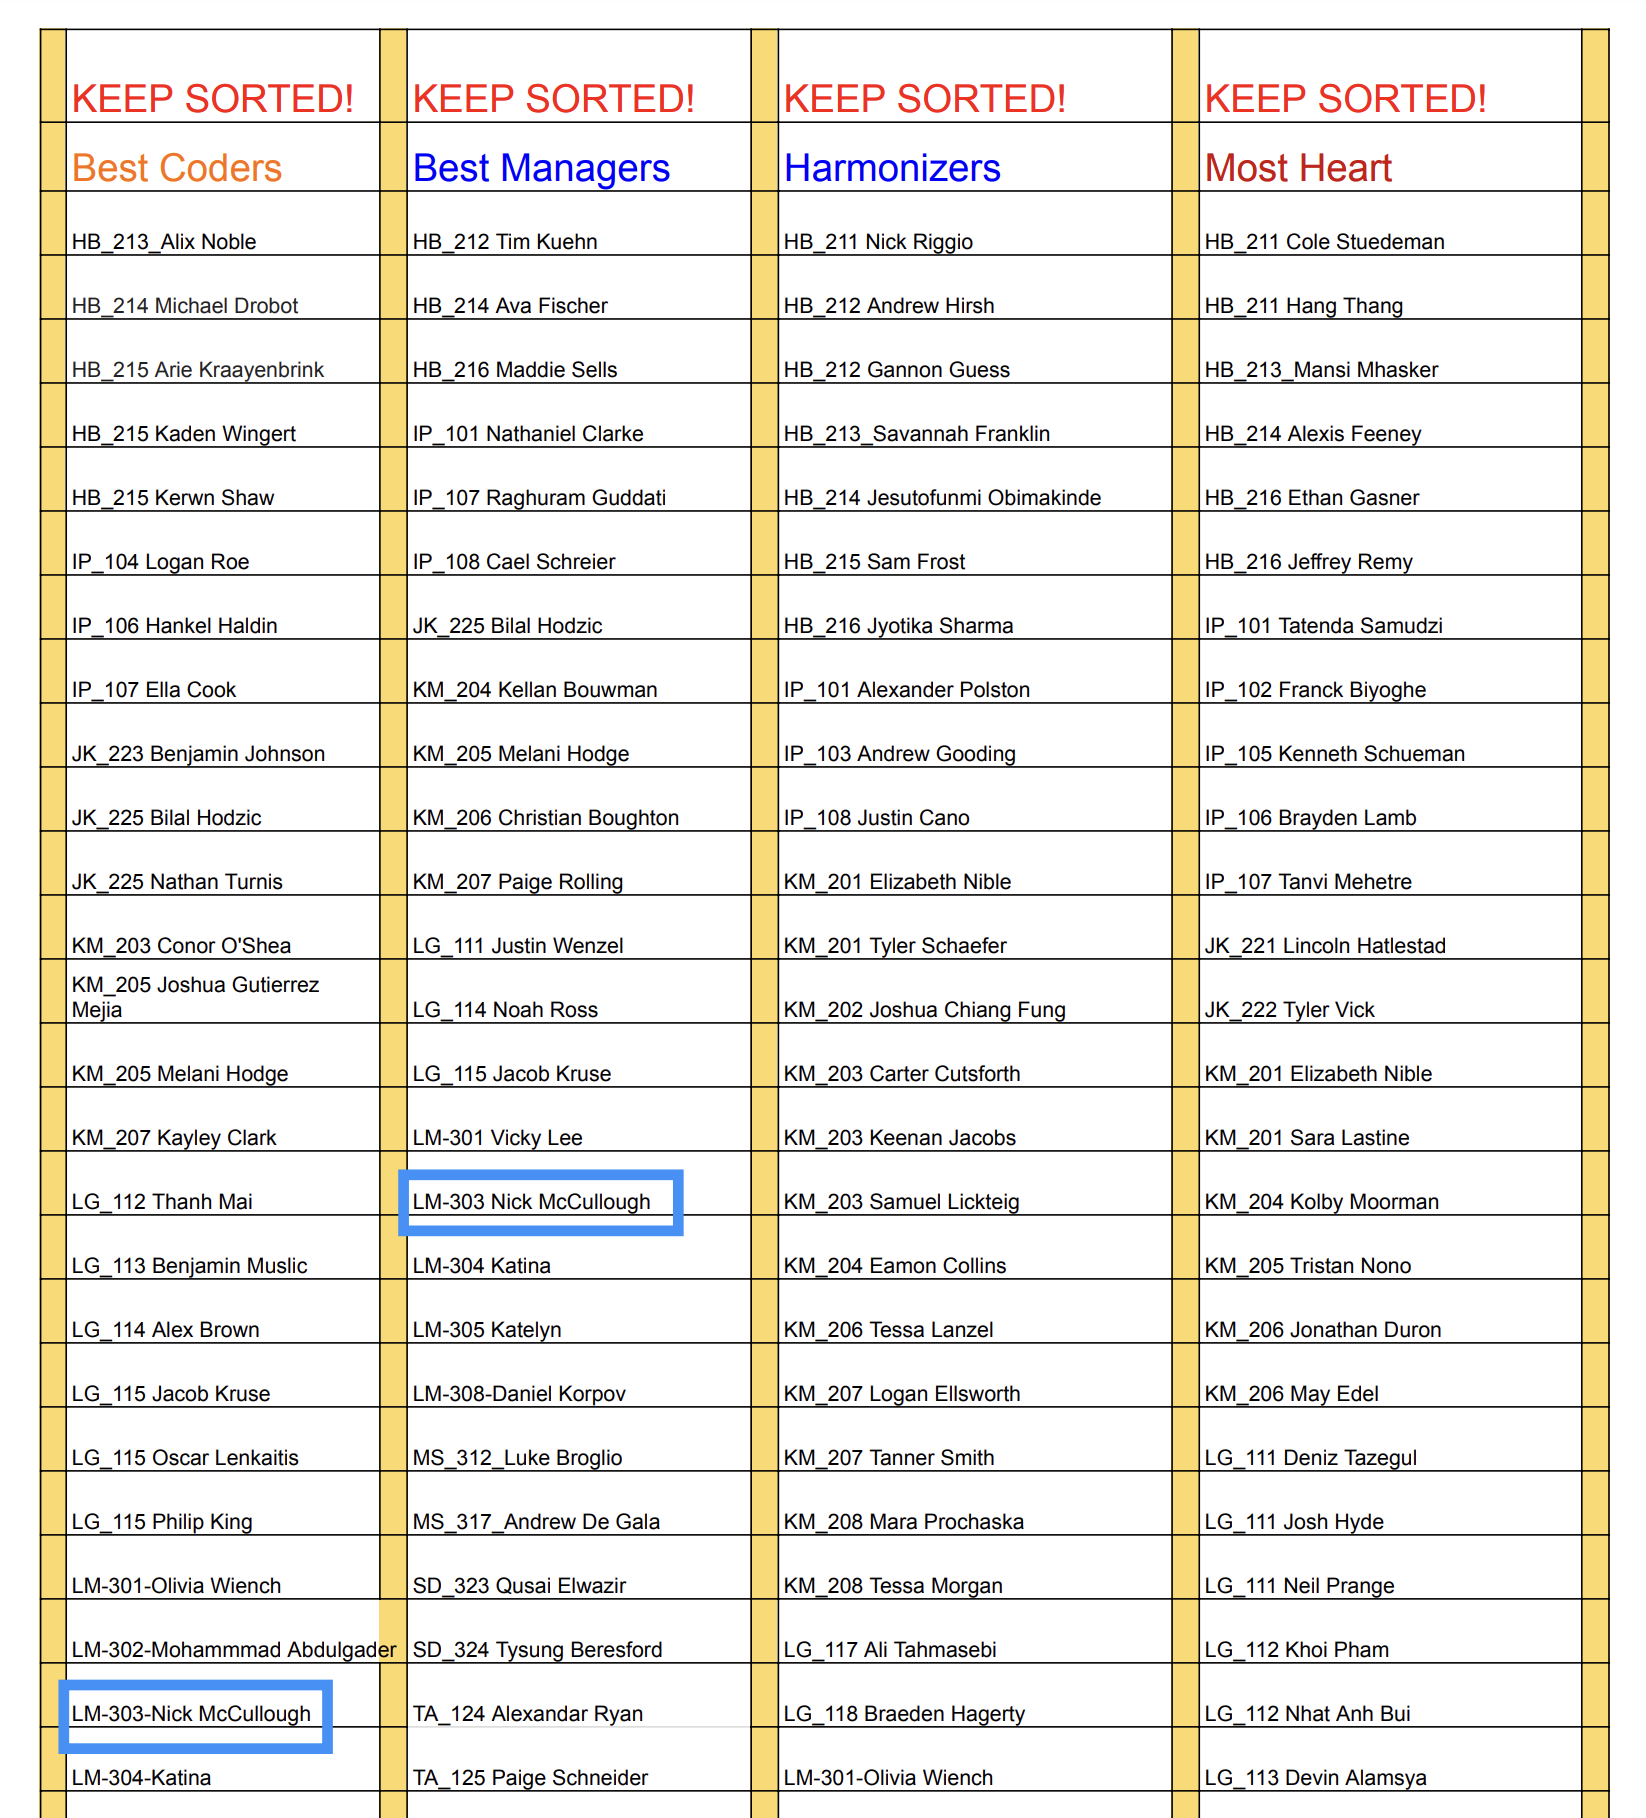 KEEP SORTED! KEEP SORTED! KEEP SORTED! KEEP SORTED!
Best Coders Best Managers Harmonizers Most Heart
HB_213_Alix Noble HB_212 Tim Kuehn HB_211 Nick Riggio HB_211 Cole Stuedeman
HB_214 Michael Drobot HB_214 Ava Fischer HB_212 Andrew Hirsh HB_211 Hang Thang
HB_215 Arie Kraayenbrink HB_216 Maddie Sells HB_212 Gannon Guess HB_213_Mansi Mhasker
HB_215 Kaden Wingert IP_101 Nathaniel Clarke HB_213_Savannah Franklin HB_214 Alexis Feeney
HB_215 Kerwn Shaw IP_107 Raghuram Guddati HB_214 Jesutofunmi Obimakinde HB_216 Ethan Gasner
IP_104 Logan Roe IP_108 Cael Schreier HB_215 Sam Frost HB_216 Jeffrey Remy
IP_106 Hankel Haldin JK_225 Bilal Hodzic HB_216 Jyotika Sharma IP_101 Tatenda Samudzi
IP_107 Ella Cook KM_204 Kellan Bouwman IP_101 Alexander Polston IP_102 Franck Biyoghe
JK_223 Benjamin Johnson KM_205 Melani Hodge IP_103 Andrew Gooding IP_105 Kenneth Schueman
JK_225 Bilal Hodzic KM_206 Christian Boughton IP_108 Justin Cano IP_106 Brayden Lamb
JK_225 Nathan Turnis KM_207 Paige Rolling KM_201 Elizabeth Nible IP_107 Tanvi Mehetre
KM_203 Conor O'Shea LG_111 Justin Wenzel KM_201 Tyler Schaefer JK_221 Lincoln Hatlestad
KM_205 Joshua Gutierrez
Mejia LG_114 Noah Ross KM_202 Joshua Chiang Fung JK_222 Tyler Vick
KM_205 Melani Hodge LG_115 Jacob Kruse KM_203 Carter Cutsforth KM_201 Elizabeth Nible
KM_207 Kayley Clark LM-301 Vicky Lee KM_203 Keenan Jacobs KM_201 Sara Lastine
LG_112 Thanh Mai LM-303 Nick McCullough KM_203 Samuel Lickteig KM_204 Kolby Moorman
LG_113 Benjamin Muslic LM-304 Katina KM_204 Eamon Collins KM_205 Tristan Nono
LG_114 Alex Brown LM-305 Katelyn KM_206 Tessa Lanzel KM_206 Jonathan Duron
LG_115 Jacob Kruse LM-308-Daniel Korpov KM_207 Logan Ellsworth KM_206 May Edel
LG_115 Oscar Lenkaitis MS_312_Luke Broglio KM_207 Tanner Smith LG_111 Deniz Tazegul
LG_115 Philip King MS_317_Andrew De Gala KM_208 Mara Prochaska LG_111 Josh Hyde
LM-301-Olivia Wiench SD_323 Qusai Elwazir KM_208 Tessa Morgan LG_111 Neil Prange
LM-302-Mohammmad Abdulgader SD_324 Tysung Beresford LG_117 Ali Tahmasebi LG_112 Khoi Pham
LM-303-Nick McCullough TA_124 Alexandar Ryan LG_118 Braeden Hagerty LG_112 Nhat Anh Bui
LM-304-Katina TA_125 Paige Schneider LM-301-Olivia Wiench LG_113 Devin Alamsya